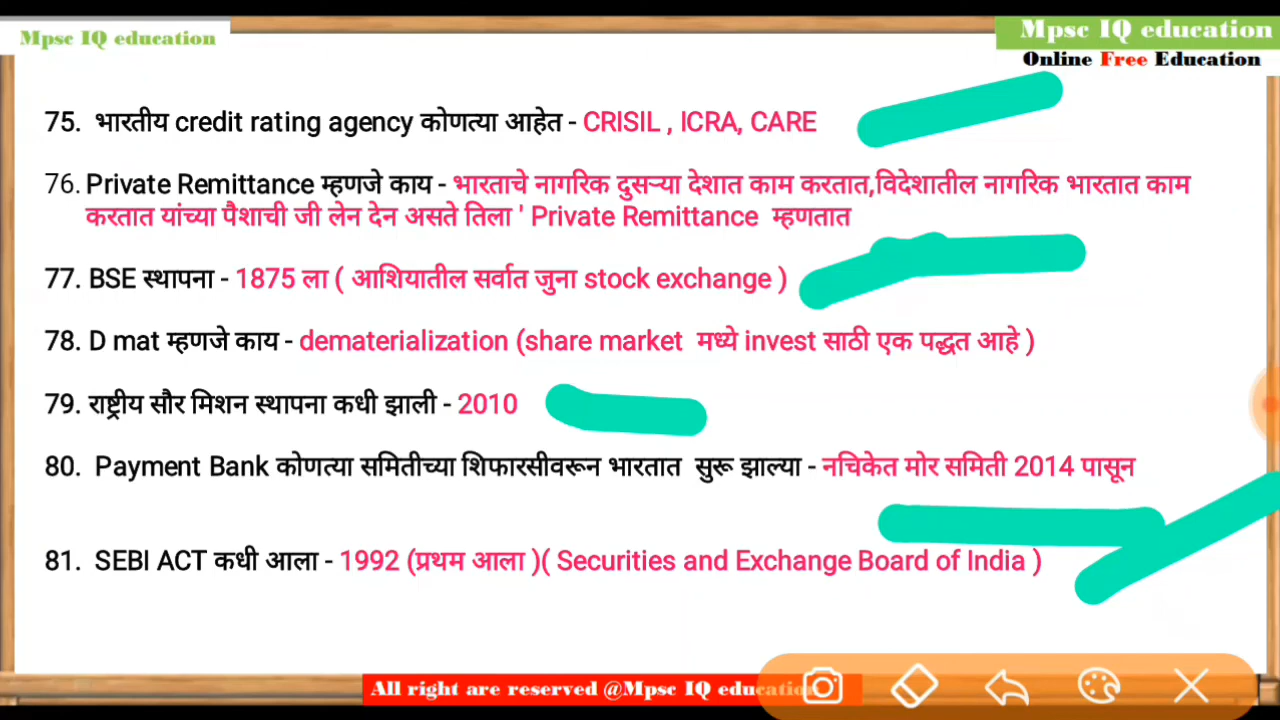 Mpsc IQ education
Mpsc IQ education
Online Free Education
75. भारतीय credit rating agency कोणत्या आहेत - CRISIL , ICRA, CARE
76. Private Remittance म्हणजे काय - भारताचे नागरिक दुसऱ्या देशात काम करतात,विदेशातील नागरिक भारतात काम
करतात यांच्या पैशाची जी लेन देन असते तिला ' Private Remittance म्हणतात
77. BSE स्थापना - 1875 ला ( आशियातील सर्वात जुना stock exchange )
78. D mat म्हणजे काय - dematerialization (share market मध्ये invest साठी एक पद्धत आहे )
79. राष्ट्रीय सौर मिशन स्थापना कधी झाली - 2010
80. Payment Bank कोणत्या समितीच्या शिफारसीवरून भारतात सुरू झाल्या - नचिकेत मोर समिती 2014 पासून
81. SEBI ACT कधी आला - 1992 (प्रथम आला )( Securities and Exchange Board of India )
All right are reserved @Mpsc IQ education